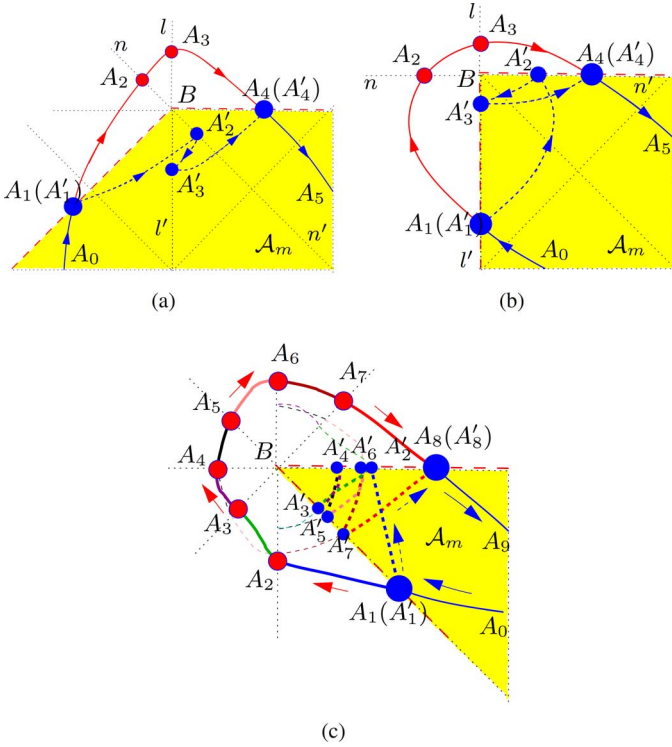 l
A₃
n
A₂
B
A₄(A′₄)
A′₂
A₁(A′₁)
A′₃
A₅
l′
n′
A₀
𝒜ₘ
(a)
l
A₃
A₂
A′₂
A₄(A′₄)
n
B
n′
A′₃
A₅
A₁(A′₁)
A₀
𝒜ₘ
l′
(b)
A₆
A₇
A₅
B
A′₄
A′₆
A′₂
A₈(A′₈)
A₄
A′₃
A₃
A′₅
A′₇
𝒜ₘ
A₉
A₂
A₁(A′₁)
A₀
(c)